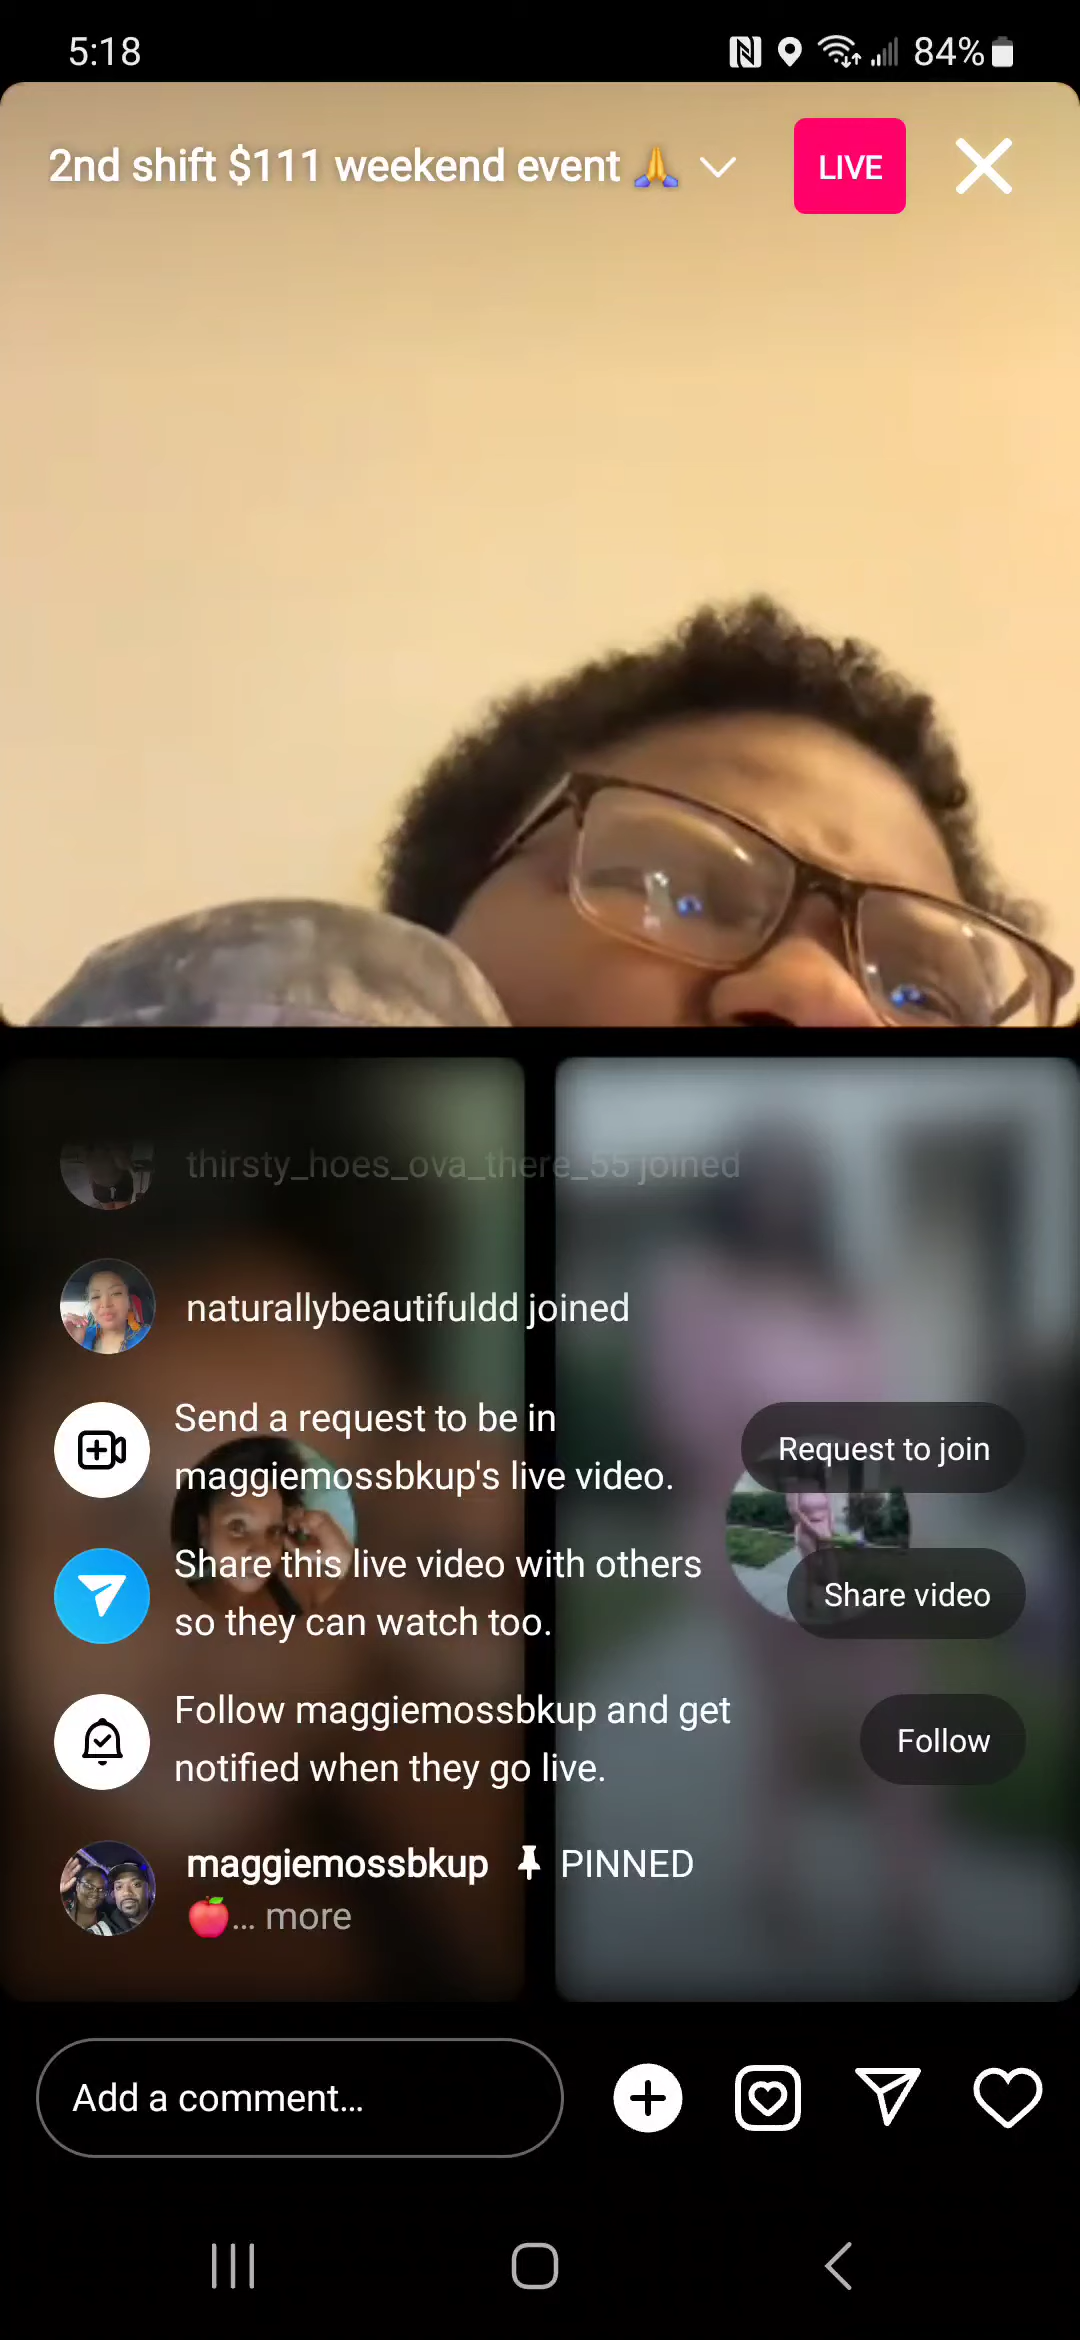 5:18
84%
2nd shift $111 weekend event 🙏
LIVE
thirsty_hoes_ova_there_55 joined
naturallybeautifuldd joined
Send a request to be in
maggiemossbkup's live video.
Request to join
Share this live video with others
so they can watch too.
Share video
Follow maggiemossbkup and get
notified when they go live.
Follow
maggiemossbkup PINNED
🍎... more
Add a comment...